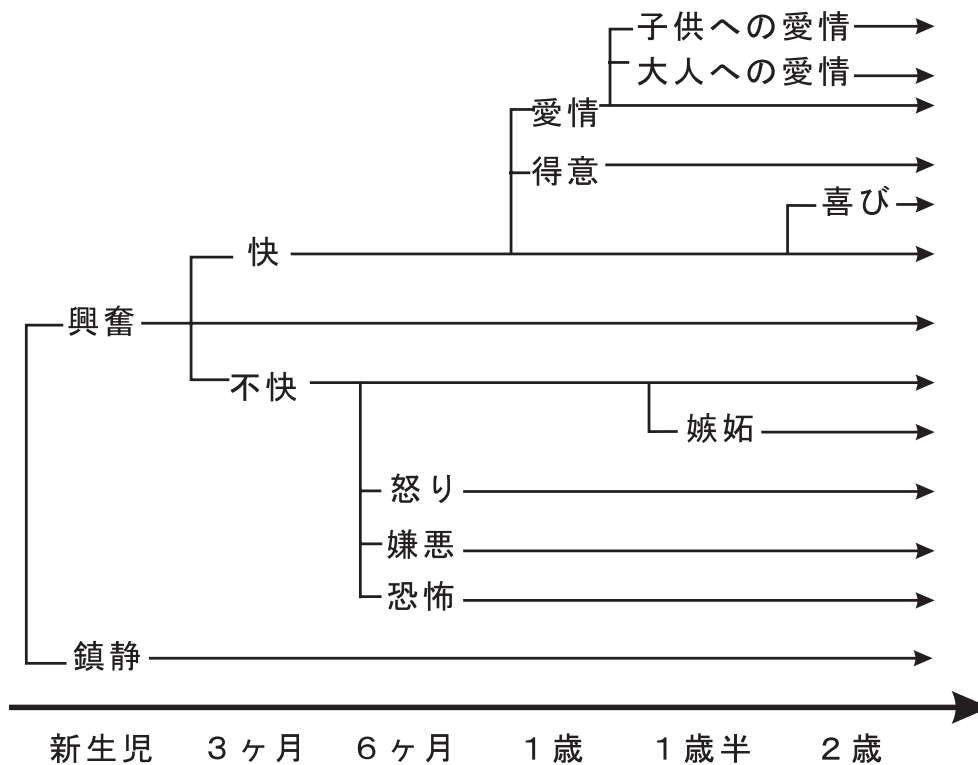 子供への愛情
大人への愛情
愛情
得意
喜び
快
興奮
不快
嫉妬
怒り
嫌悪
恐怖
鎮静
新生児 3ヶ月 6ヶ月 1歳 1歳半 2歳